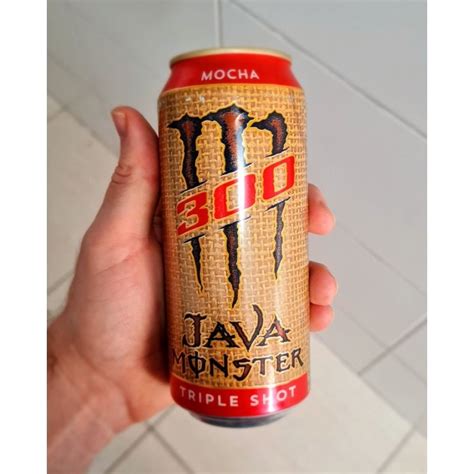 MOCHA
300
JAVA
MONSTER
TRIPLE SHOT